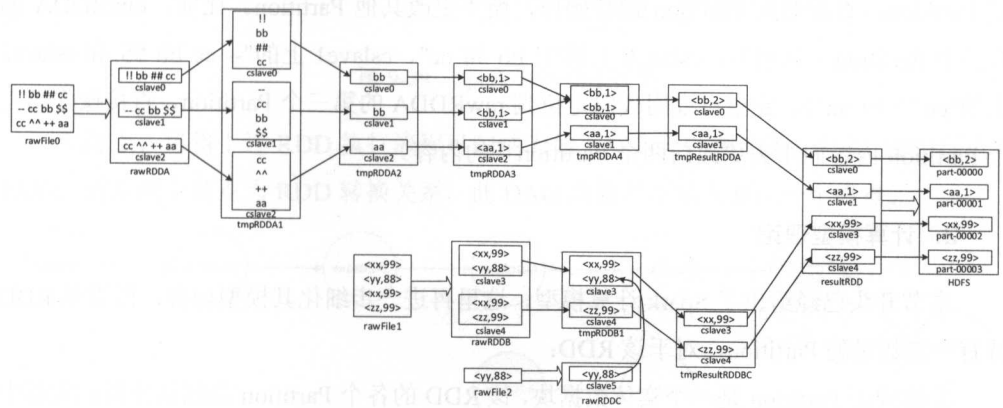 !! bb ## cc
-- cc bb $$
cc ^^ ++ aa
rawFile0
!! bb ## cc
cslave0
-- cc bb $$
cslave1
cc ^^ ++ aa
cslave2
rawRDDA
!!
bb
##
cc
cslave0
--
cc
bb
$$
cslave1
cc
^^
++
aa
cslave2
tmpRDDA1
bb
cslave0
bb
cslave1
aa
cslave2
tmpRDDA2
<bb,1>
cslave0
<bb,1>
cslave1
<aa,1>
cslave2
tmpRDDA3
<bb,1>
<bb,1>
cslave0
<aa,1>
cslave1
tmpRDDA4
<bb,2>
cslave0
<aa,1>
cslave1
tmpResultRDDA
<xx,99>
<yy,88>
<xx,99>
<zz,99>
rawFile1
<xx,99>
<yy,88>
cslave3
<xx,99>
<zz,99>
cslave4
rawRDDB
<xx,99>
<yy,88>
cslave3
<zz,99>
cslave4
tmpRDDB1
<yy,88>
rawFile2
<yy,88>
cslave5
rawRDDC
<xx,99>
cslave3
<zz,99>
cslave4
tmpResultRDDBC
<bb,2>
cslave0
<aa,1>
cslave1
<xx,99>
cslave3
<zz,99>
cslave4
resultRDD
<bb,2>
part-00000
<aa,1>
part-00001
<xx,99>
part-00002
<zz,99>
part-00003
HDFS